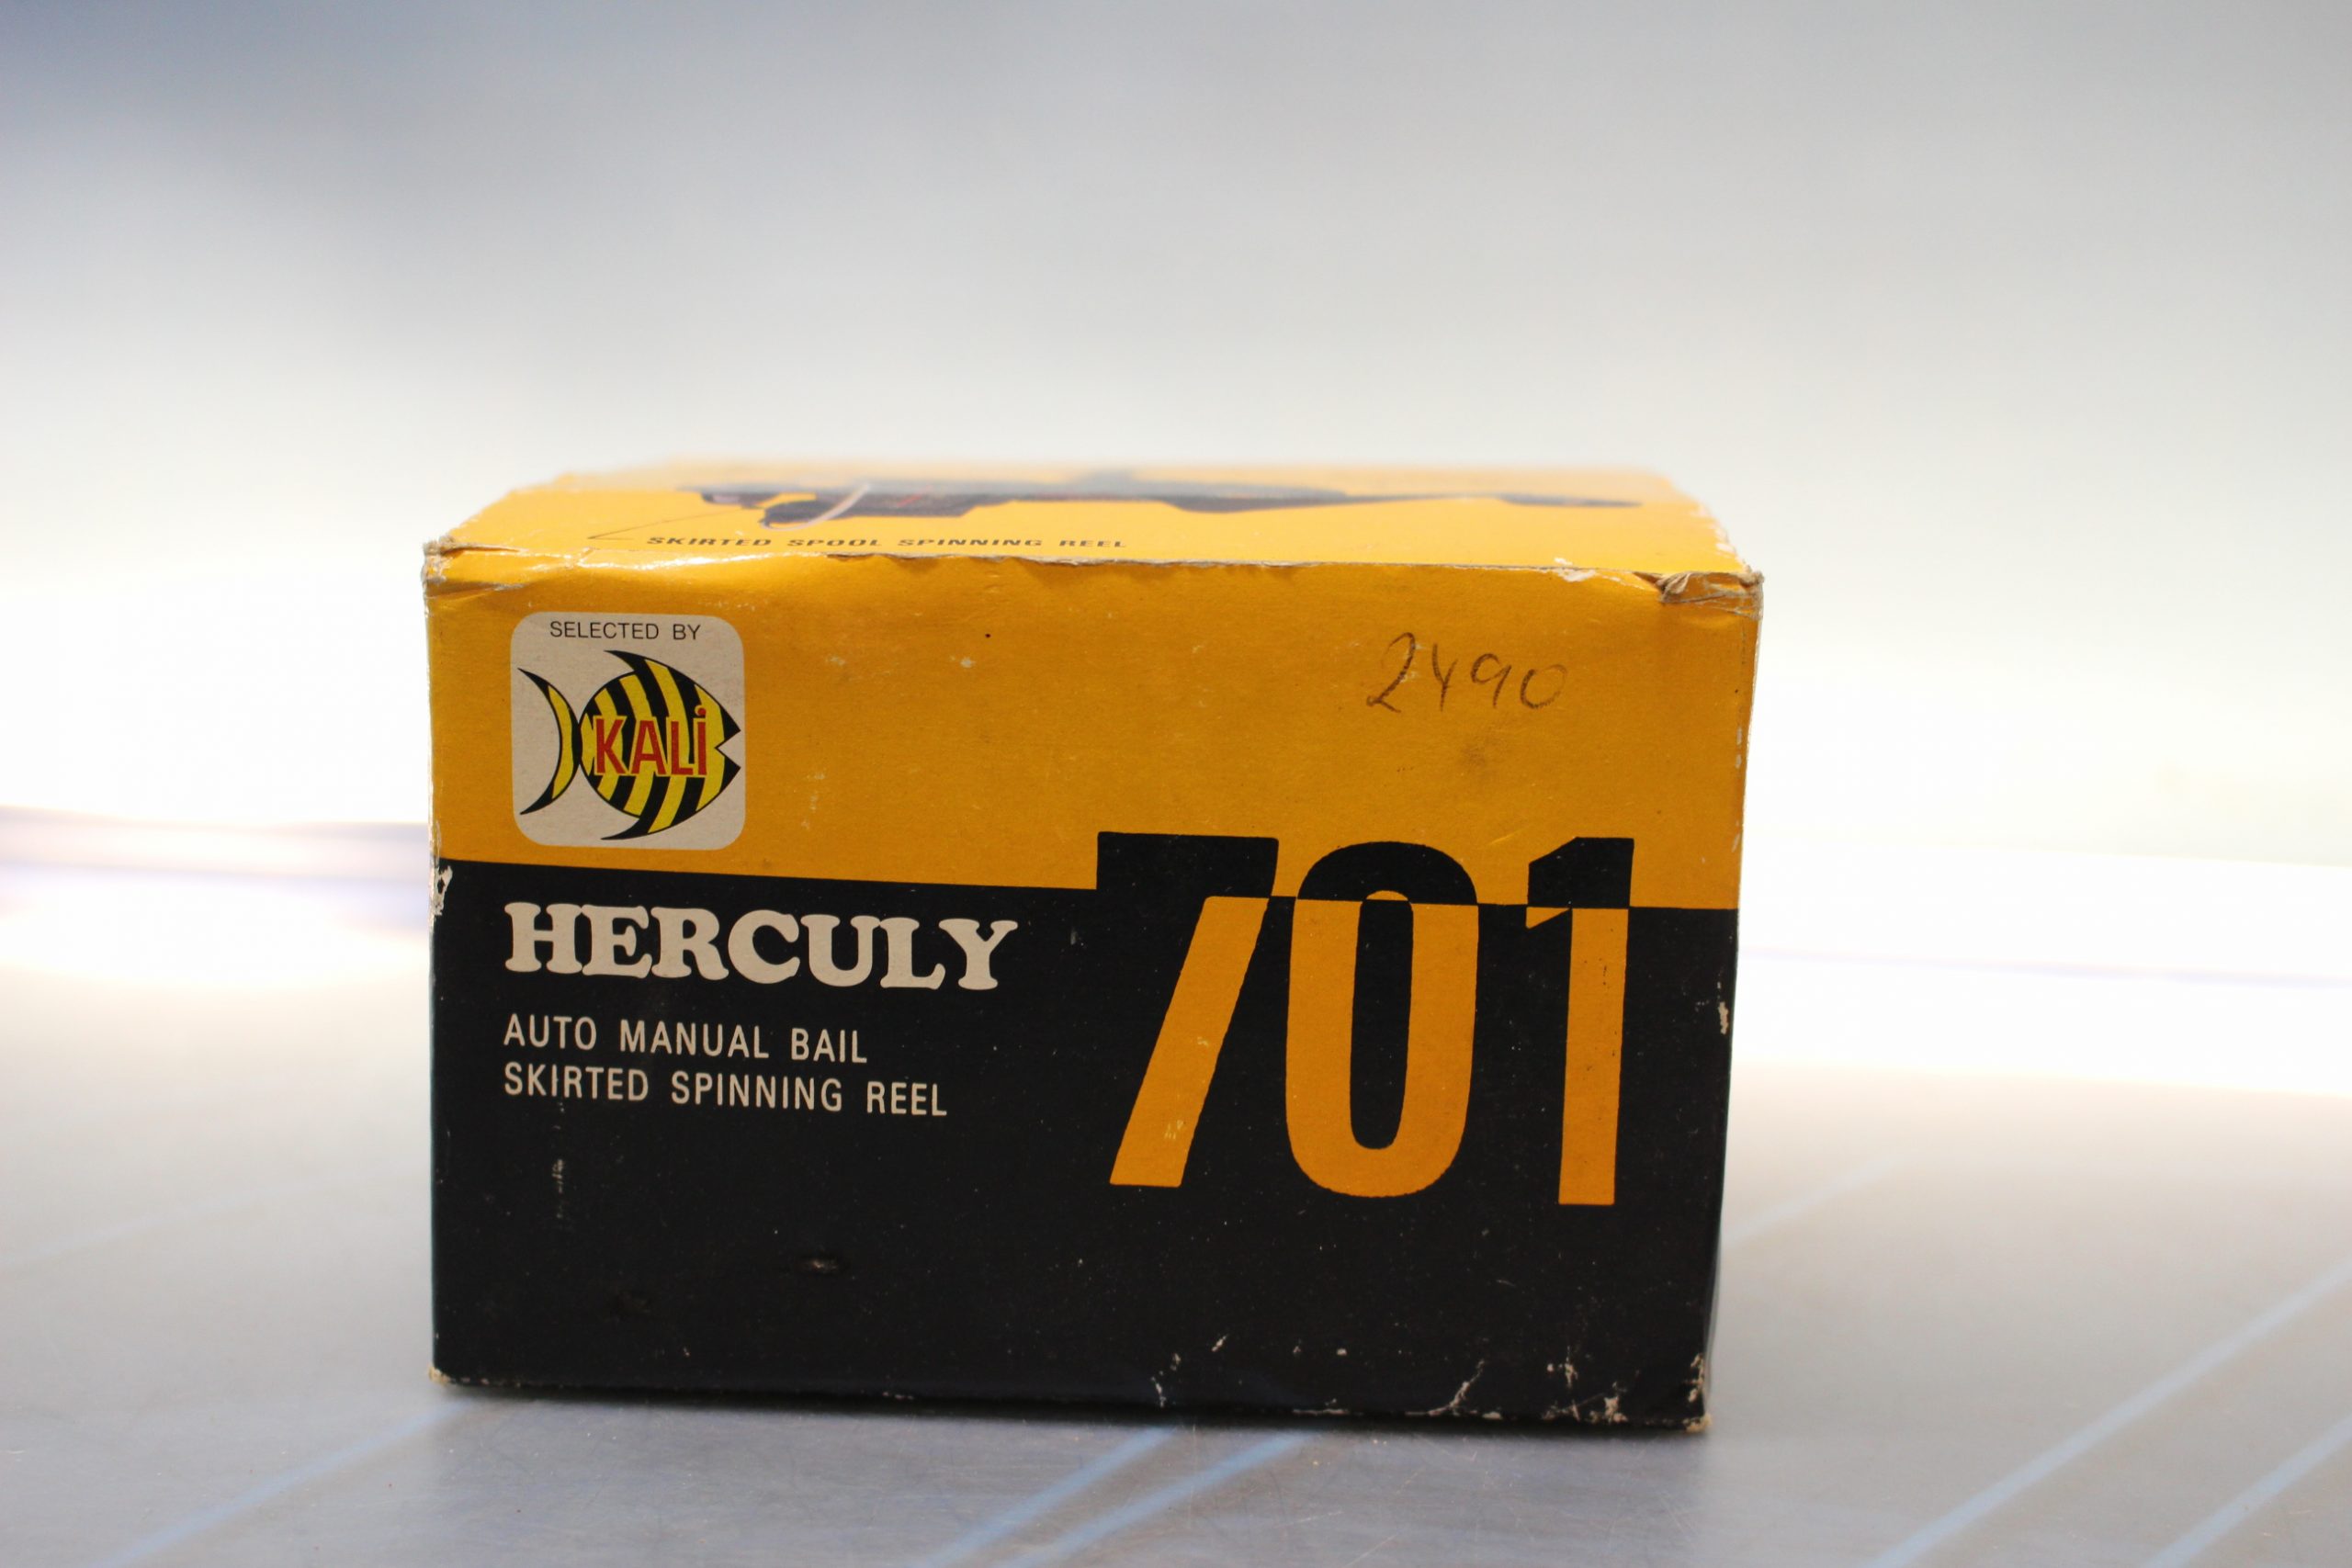 SKIRTED SPOOL SPINNING REEL
SELECTED BY
KALi
2490
701
HERCULY
AUTO MANUAL BAIL
SKIRTED SPINNING REEL